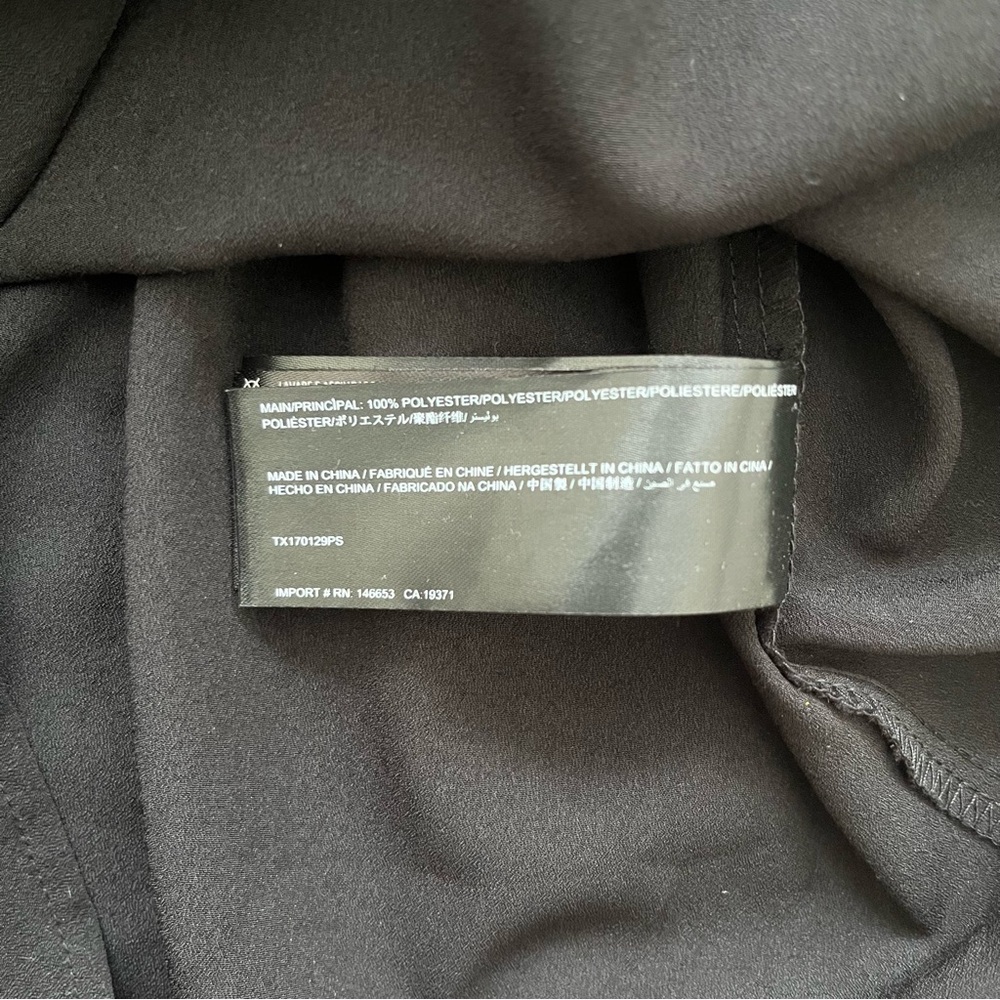 MAIN/PRINCIPAL: 100% POLYESTER/POLYESTER/POLYESTER/POLIESTERE/POLIÉSTER
POLIÉSTER/ポリエステル/聚酯纤维/بوليستر
MADE IN CHINA / FABRIQUÉ EN CHINE / HERGESTELLT IN CHINA / FATTO IN CINA /
HECHO EN CHINA / FABRICADO NA CHINA / 中国製 / 中国制造 / صنع في الصين
TX170129PS
IMPORT # RN: 146653 CA:19371